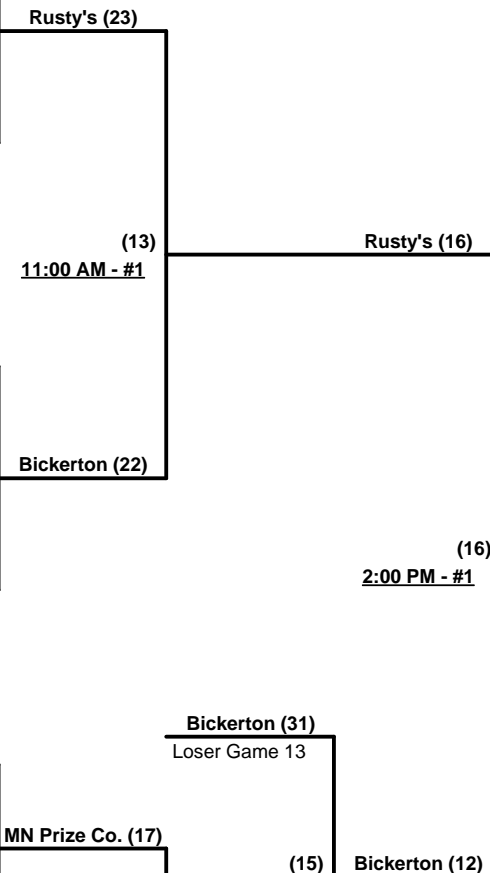 Rusty's (23)
(13)
11:00 AM - #1
Rusty's (16)
Bickerton (22)
(16)
2:00 PM - #1
Bickerton (31)
Loser Game 13
MN Prize Co. (17)
(15)
Bickerton (12)